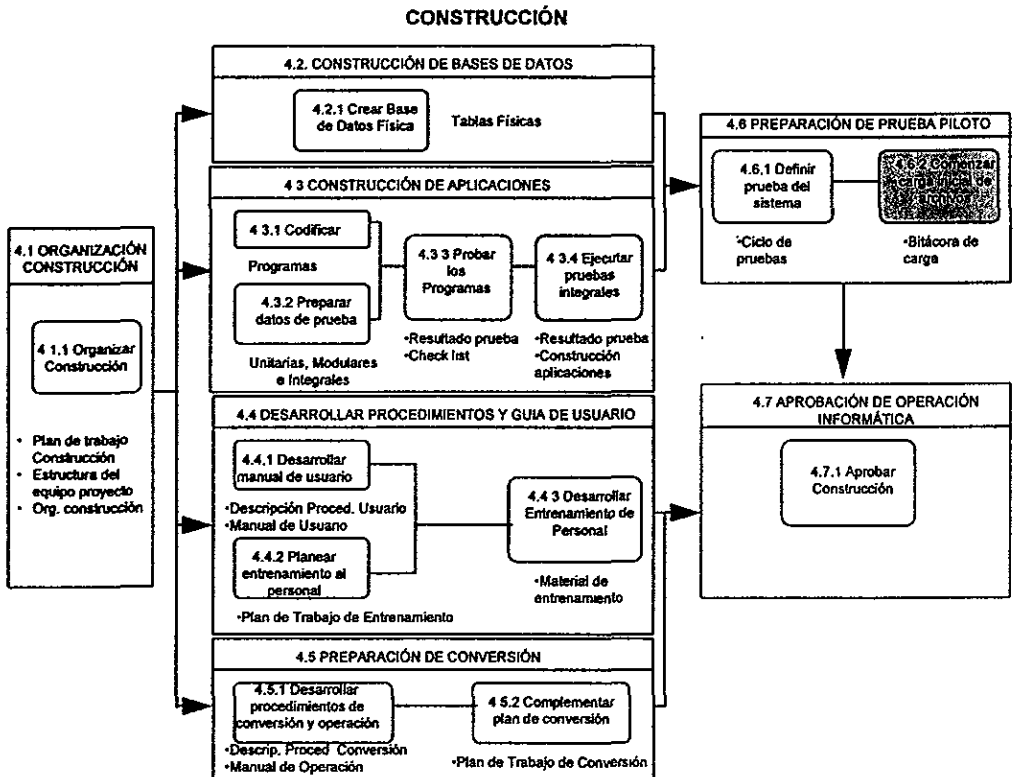 CONSTRUCCIÓN
4.1 ORGANIZACIÓN
CONSTRUCCIÓN
4 1.1 Organizar
Construcción
• Plan de trabajo
Construcción
• Estructura del
equipo proyecto
• Org. construcción
4.2. CONSTRUCCIÓN DE BASES DE DATOS
4.2.1 Crear Base
de Datos Física
Tablas Físicas
4 3 CONSTRUCCIÓN DE APLICACIONES
4 3.1 Codificar
Programas
4.3.2 Preparar
datos de prueba
Unitarias, Modulares
e Integrales
4 3 3 Probar
los
Programas
•Resultado prueba
•Check list
4 3.4 Ejecutar
pruebas
integrales
•Resultado prueba
•Construcción
aplicaciones
4.4 DESARROLLAR PROCEDIMIENTOS Y GUIA DE USUARIO
4.4.1 Desarrollar
manual de usuario
•Descripción Proced. Usuario
•Manual de Usuano
4.4.2 Planear
entrenamiento al
personal
•Plan de Trabajo de Entrenamiento
4.4 3 Desarrollar
Entrenamiento de
Personal
•Material de
entrenamiento
4.5 PREPARACIÓN DE CONVERSIÓN
4.5.1 Desarrollar
procedimientos de
conversión y operación
•Descrip. Proced Conversión
•Manual de Operación
4 5.2 Complementar
plan de conversión
•Plan de Trabajo de Conversión
4.6 PREPARACIÓN DE PRUEBA PILOTO
4.6.1 Definir
prueba del
sistema
•Ciclo de
pruebas
4.6.2 Comenzar
carga inicial de
archivos
•Bitácora de
carga
4.7 APROBACIÓN DE OPERACIÓN
INFORMÁTICA
4.7.1 Aprobar
Construcción